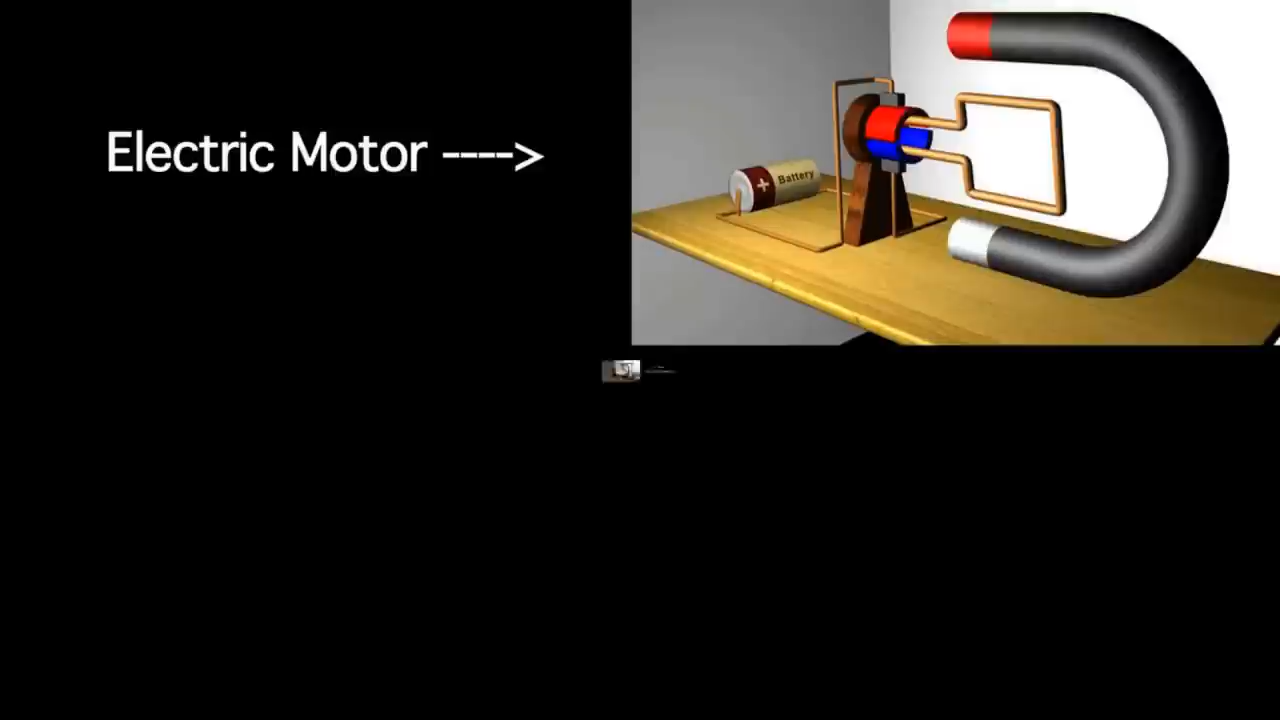 Electric Motor ---->
+ Battery